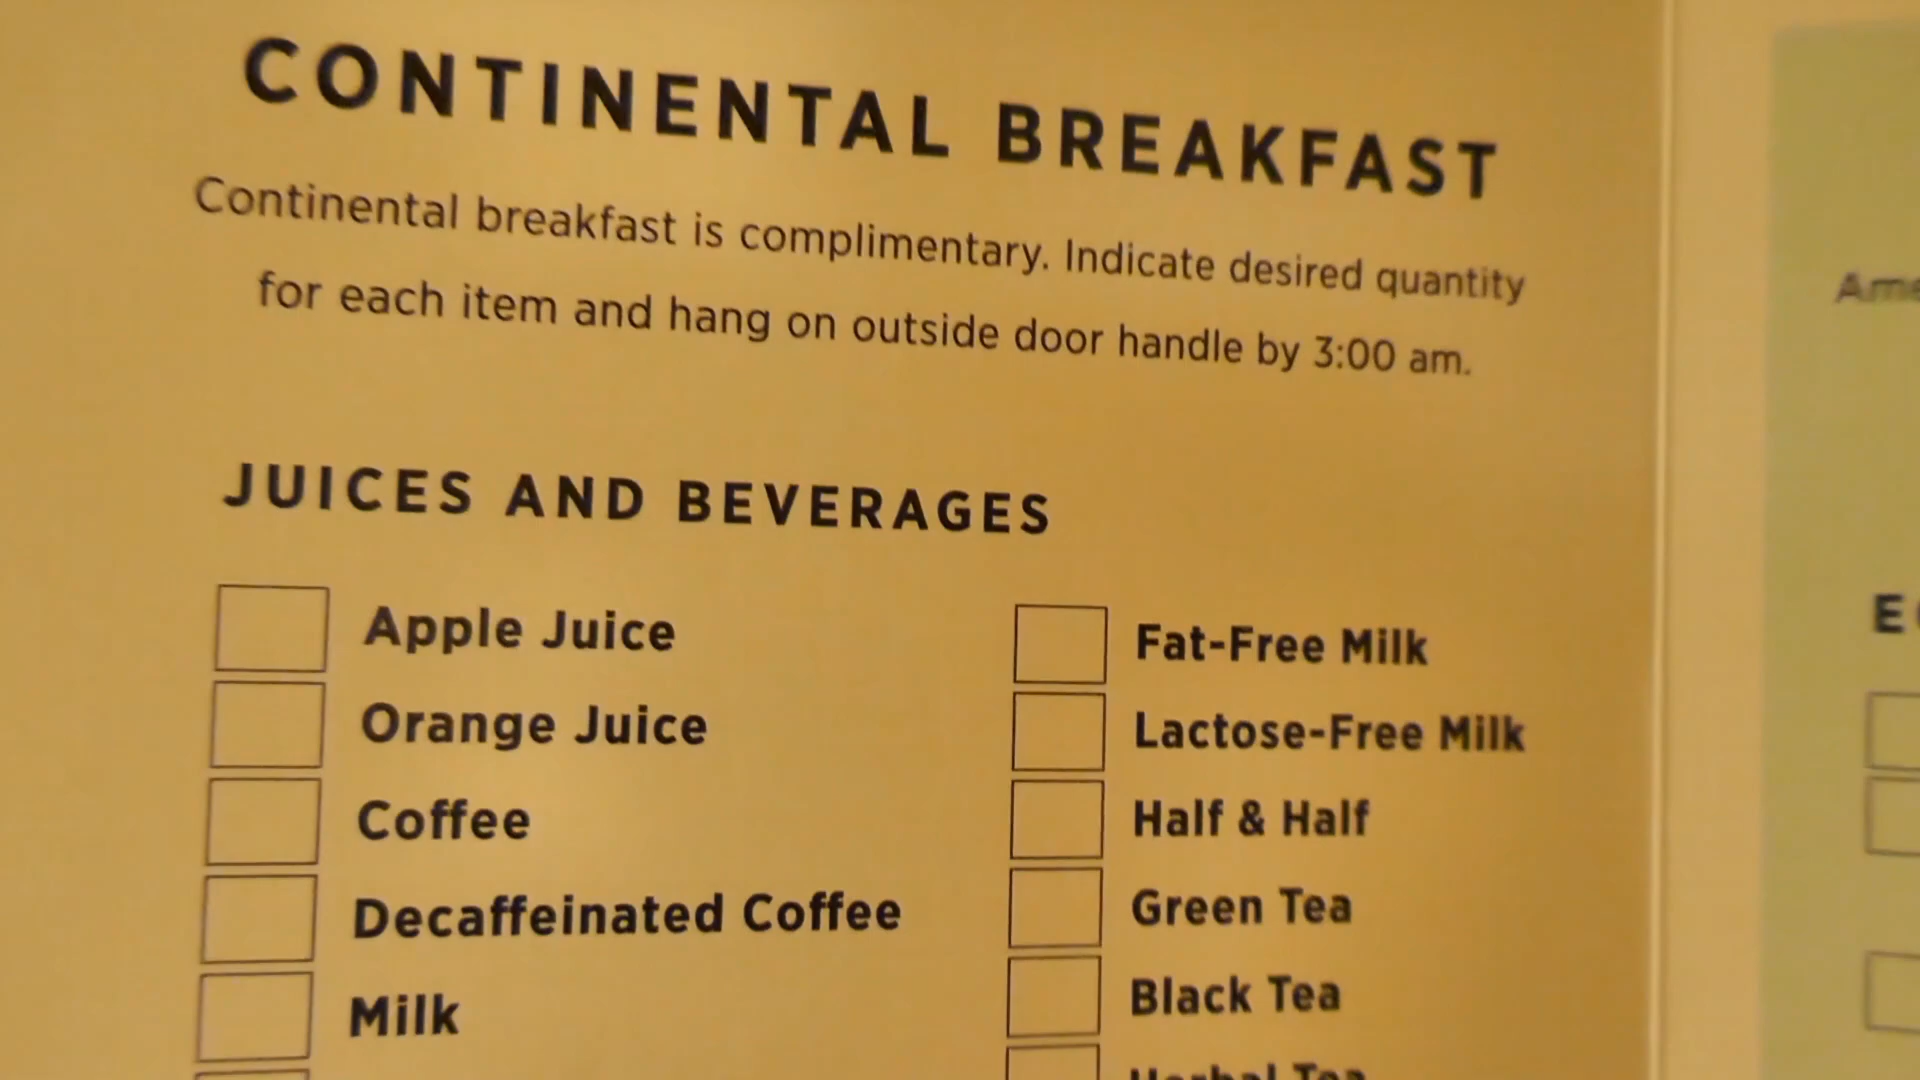 CONTINENTAL BREAKFAST
Continental breakfast is complimentary. Indicate desired quantity
for each item and hang on outside door handle by 3:00 am.
JUICES AND BEVERAGES
Apple Juice
Orange Juice
Coffee
Decaffeinated Coffee
Milk
Fat-Free Milk
Lactose-Free Milk
Half & Half
Green Tea
Black Tea
Herbal Tea